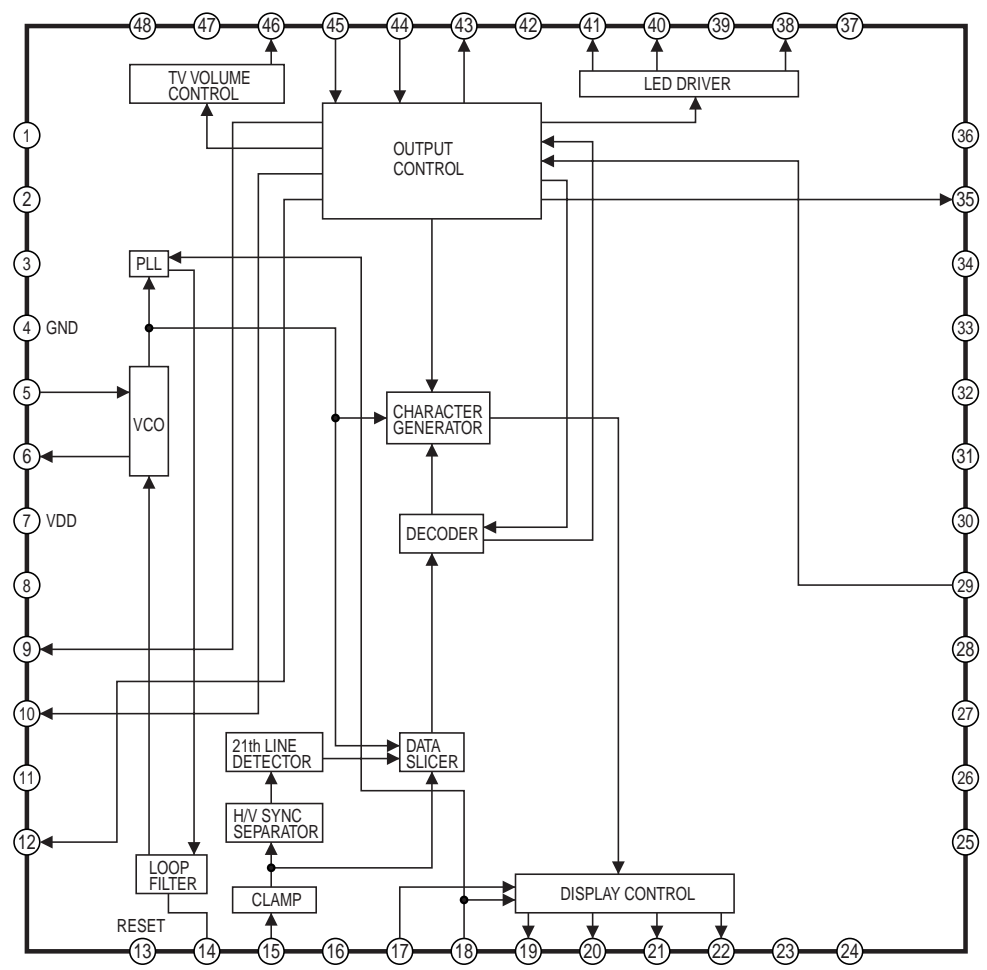 48 47 46 45 44 43 42 41 40 39 38 37
TV VOLUME
CONTROL
LED DRIVER
OUTPUT
CONTROL
1
36
2
35
3
PLL
34
4 GND
33
5
32
VCO
CHARACTER
GENERATOR
6
31
7 VDD
30
DECODER
8
29
9
28
10
27
21th LINE
DETECTOR
DATA
SLICER
11
26
H/V SYNC
SEPARATOR
12
25
LOOP
FILTER
CLAMP
DISPLAY CONTROL
RESET
13 14 15 16 17 18 19 20 21 22 23 24